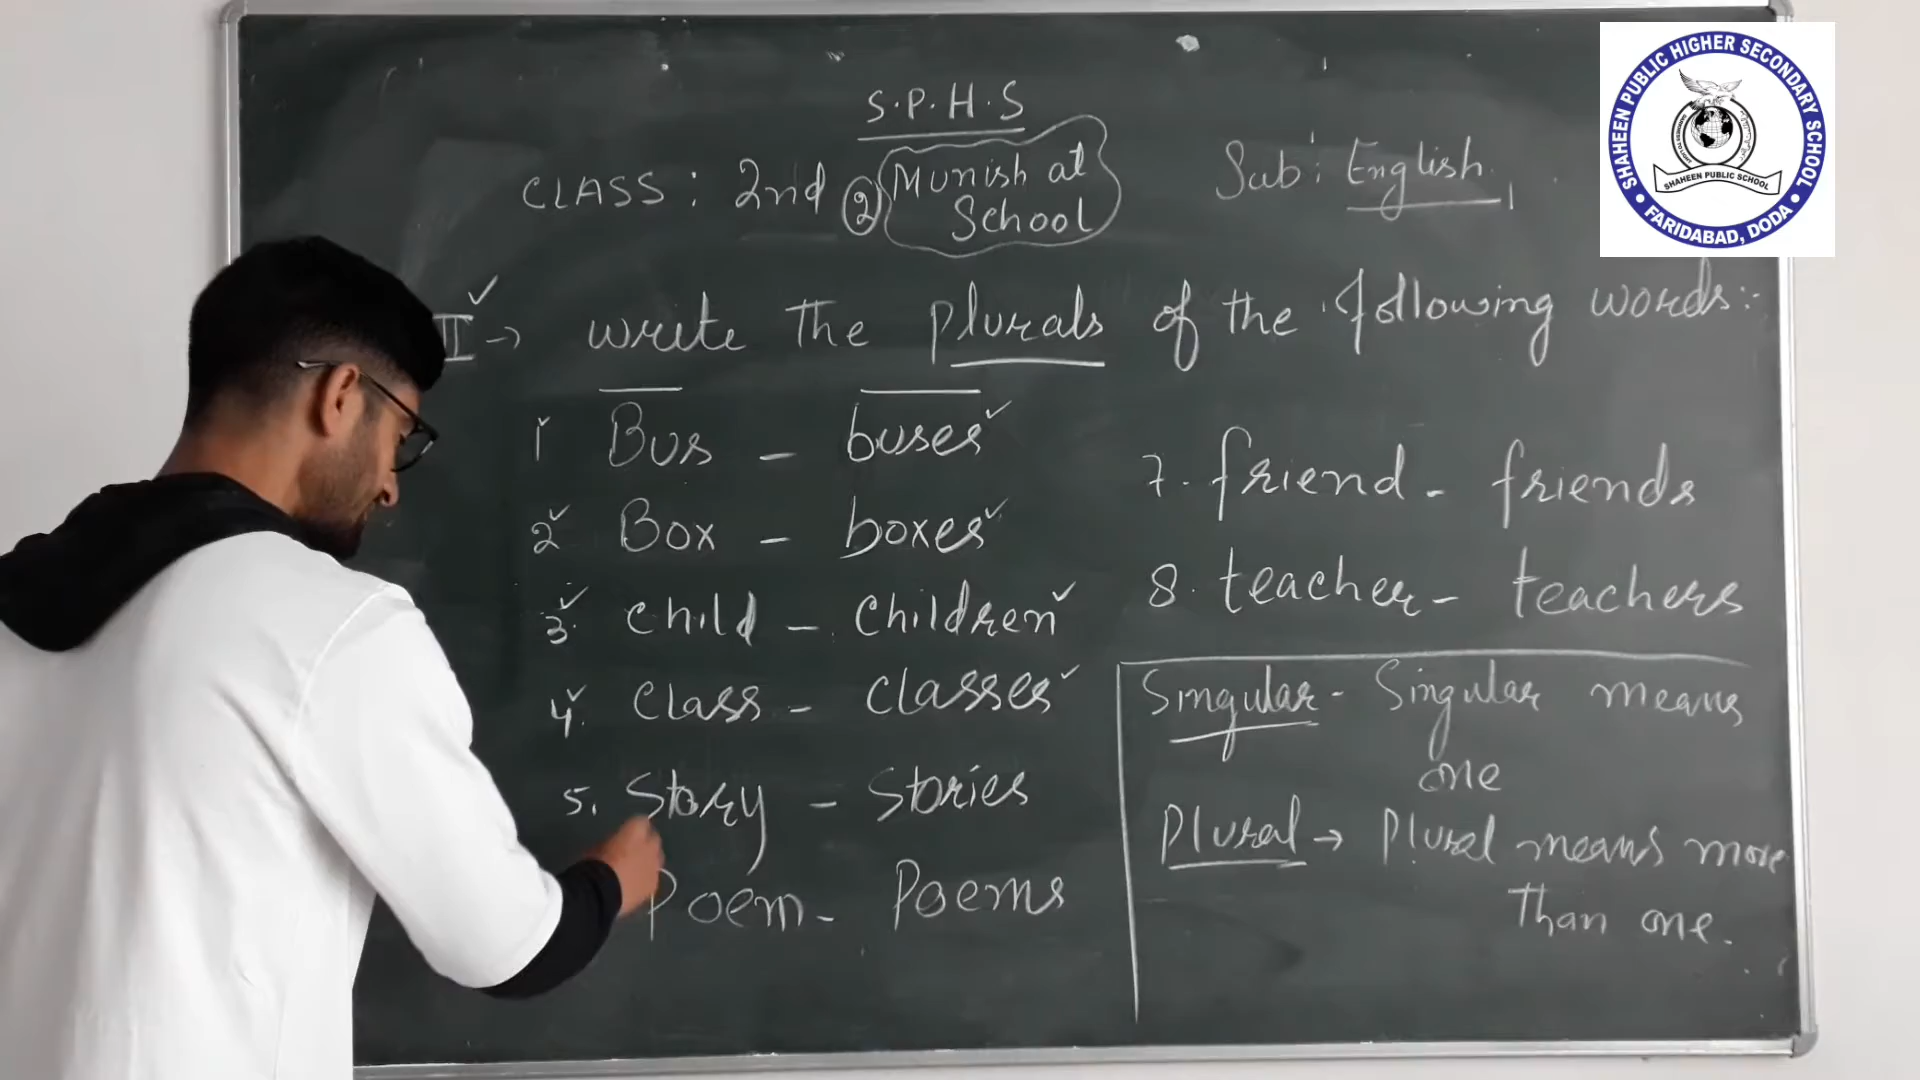 S.P.H.S
CLASS: 2nd ② Munish at School
Sub: English
II → write the plurals of the following words:-
1 Bus - buses
2 Box - boxes
3. Child - Children
4. Class - Classes
5. Story - Stories
Poem - Poems
7. friend - friends
8. teacher - teachers
Singular - Singular means
one
Plural → Plural means more
than one.
SHAHEEN PUBLIC HIGHER SECONDARY SCHOOL
SHAHEEN PUBLIC SCHOOL
• FARIDABAD, DODA •